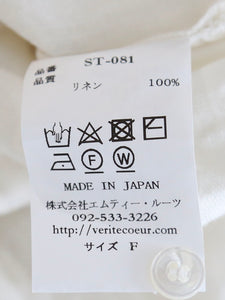 品番 ST-081
品質
リネン 100%
F W
MADE IN JAPAN
株式会社エムティー・ルーツ
092-533-3226
http://veritecoeur.com/
サイズ F